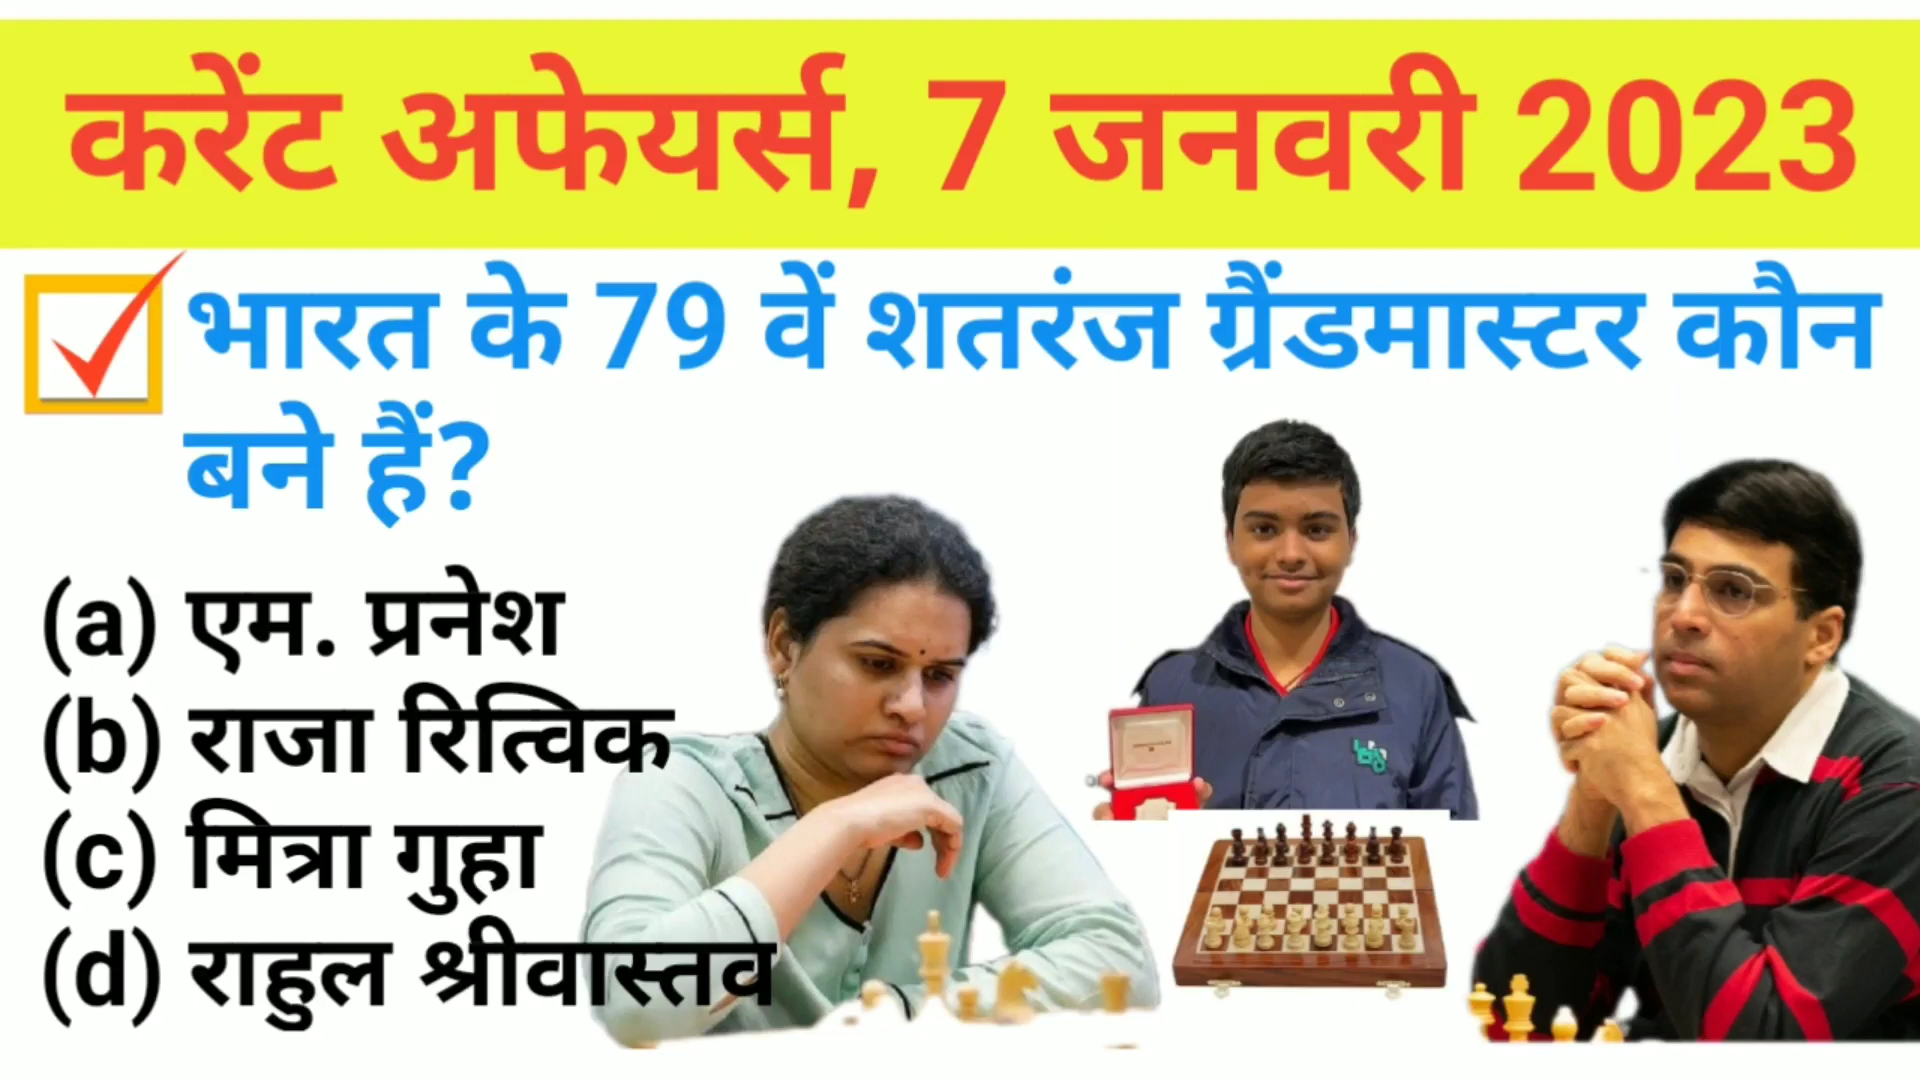 करेंट अफेयर्स, 7 जनवरी 2023
भारत के 79 वें शतरंज ग्रैंडमास्टर कौन
बने हैं?
(a) एम. प्रनेश
(b) राजा रित्विक
(c) मित्रा गुहा
(d) राहुल श्रीवास्तव